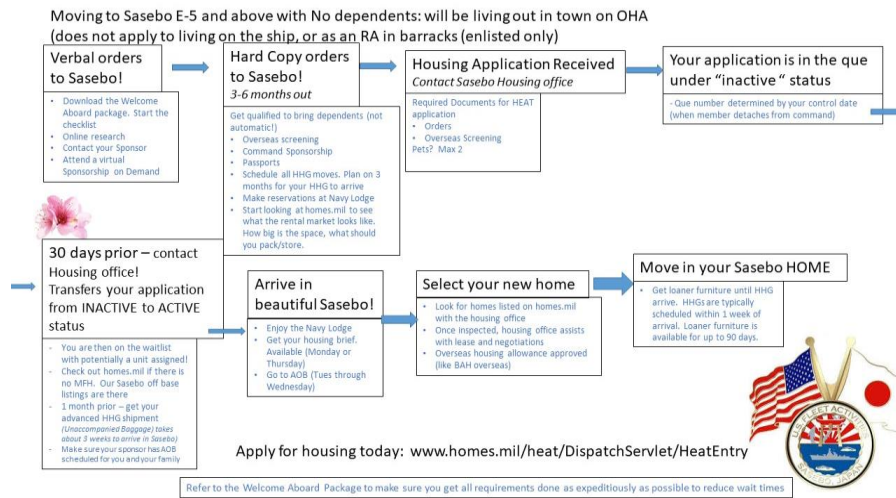 Moving to Sasebo E-5 and above with No dependents: will be living out in town on OHA
(does not apply to living on the ship, or as an RA in barracks (enlisted only)
Verbal orders
to Sasebo!
• Download the Welcome
Aboard package. Start the
checklist
• Online research
• Contact your Sponsor
• Attend a virtual
Sponsorship on Demand
Hard Copy orders
to Sasebo!
3-6 months out
Get qualified to bring dependents (not
automatic!)
• Overseas screening
• Command Sponsorship
• Passports
• Schedule all HHG moves. Plan on 3
months for your HHG to arrive
• Make reservations at Navy Lodge
• Start looking at homes.mil to see
what the rental market looks like.
How big is the space, what should
you pack/store.
Housing Application Received
Contact Sasebo Housing office
Required Documents for HEAT
application
• Orders
• Overseas Screening
Pets? Max 2
Your application is in the que
under “inactive “ status
- Que number determined by your control date
(when member detaches from command)
30 days prior – contact
Housing office!
Transfers your application
from INACTIVE to ACTIVE
status
- You are then on the waitlist
with potentially a unit assigned!
- Check out homes.mil if there is
no MFH. Our Sasebo off base
listings are there
- 1 month prior – get your
advanced HHG shipment
(Unaccompanied Baggage) takes
about 3 weeks to arrive in Sasebo)
- Make sure your sponsor has AOB
scheduled for you and your family
Arrive in
beautiful Sasebo!
• Enjoy the Navy Lodge
• Get your housing brief.
Available (Monday or
Thursday)
• Go to AOB (Tues through
Wednesday)
Select your new home
• Look for homes listed on homes.mil
with the housing office
• Once inspected, housing office assists
with lease and negotiations
• Overseas housing allowance approved
(like BAH overseas)
Move in your Sasebo HOME
• Get loaner furniture until HHG
arrive. HHGs are typically
scheduled within 1 week of
arrival. Loaner furniture is
available for up to 90 days.
U.S. FLEET ACTIVITIES
SASEBO, JAPAN
Apply for housing today: www.homes.mil/heat/DispatchServlet/HeatEntry
Refer to the Welcome Aboard Package to make sure you get all requirements done as expeditiously as possible to reduce wait times